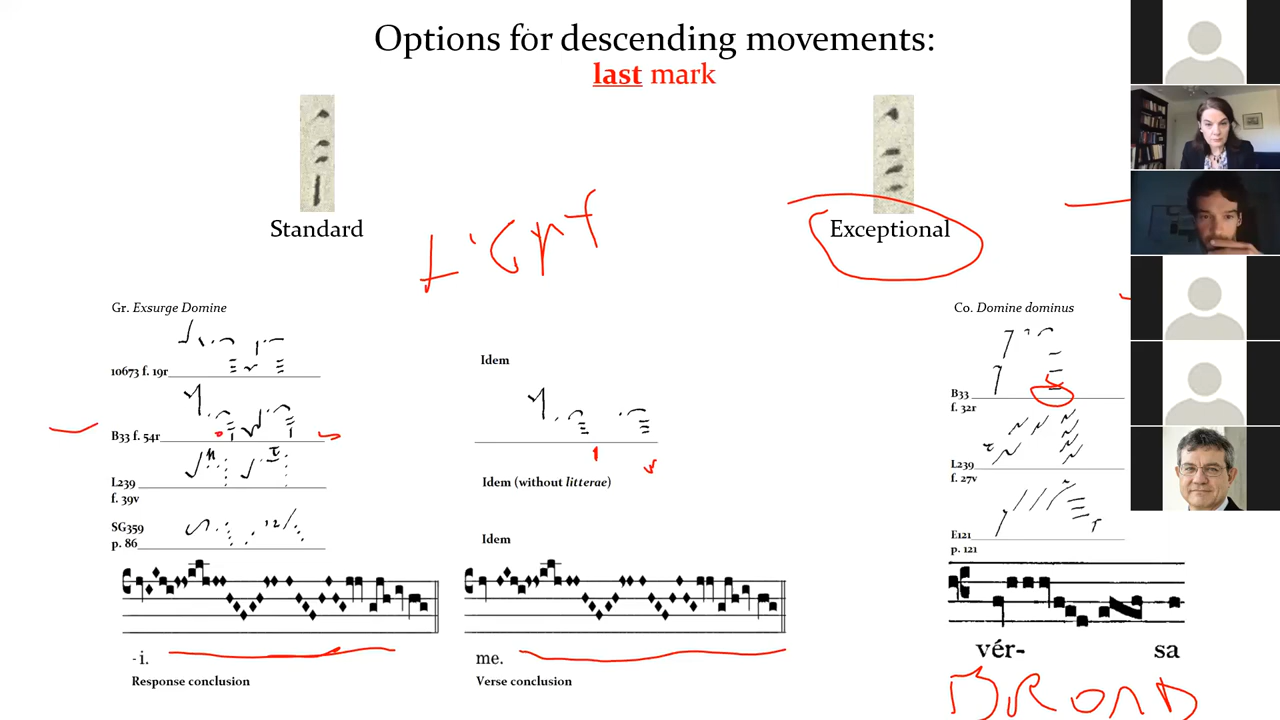 Options for descending movements:
last mark
Standard
Exceptional
LIGHT
Gr. Exsurge Domine
10673 f. 19r
B33 f. 54r
L239
f. 39v
SG359
p. 86
-i.
Response conclusion
Idem
Idem (without litterae)
Idem
me.
Verse conclusion
Co. Domine dominus
B33
f. 32r
L239
f. 27v
E121
p. 121
vér- sa
BROAD